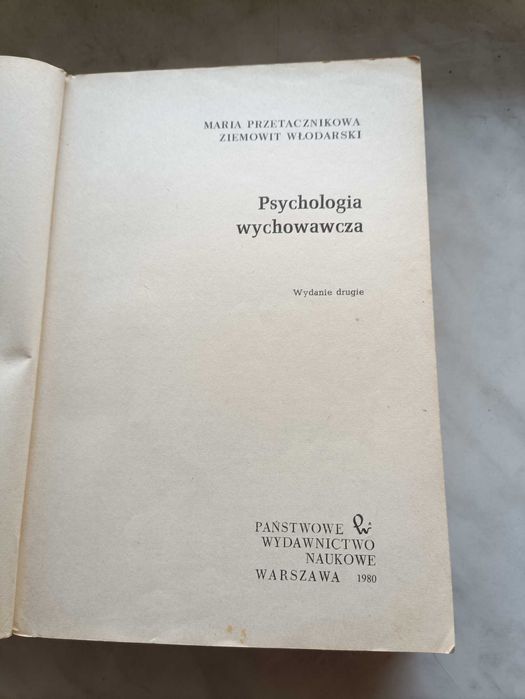 MARIA PRZETACZNIKOWA
ZIEMOWIT WŁODARSKI
Psychologia
wychowawcza
Wydanie drugie
PAŃSTWOWE
WYDAWNICTWO
NAUKOWE
WARSZAWA 1980